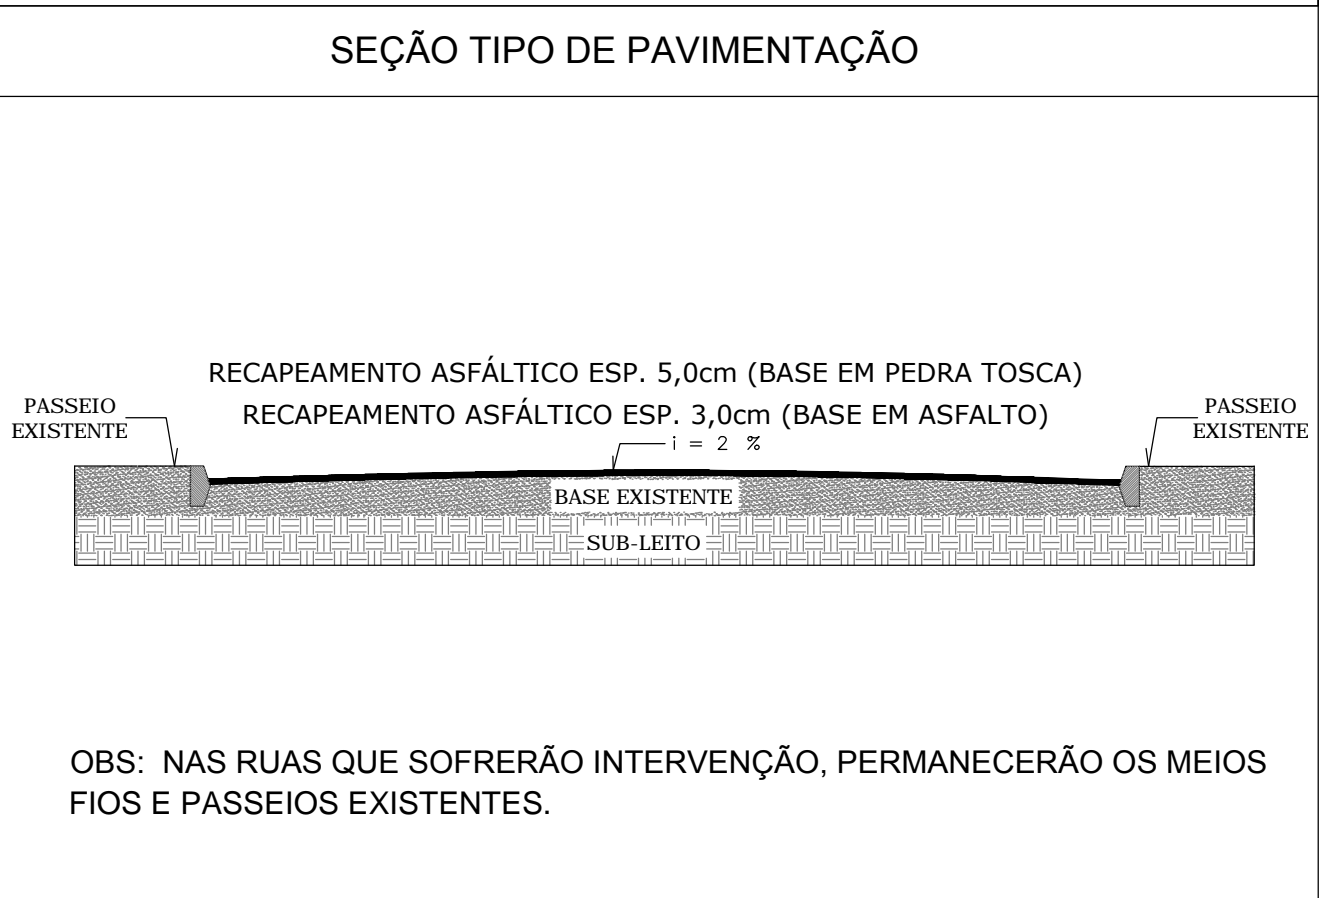 SEÇÃO TIPO DE PAVIMENTAÇÃO
RECAPEAMENTO ASFÁLTICO ESP. 5,0cm (BASE EM PEDRA TOSCA)
RECAPEAMENTO ASFÁLTICO ESP. 3,0cm (BASE EM ASFALTO)
PASSEIO
EXISTENTE
PASSEIO
EXISTENTE
i = 2 %
BASE EXISTENTE
SUB-LEITO
OBS: NAS RUAS QUE SOFRERÃO INTERVENÇÃO, PERMANECERÃO OS MEIOS
FIOS E PASSEIOS EXISTENTES.